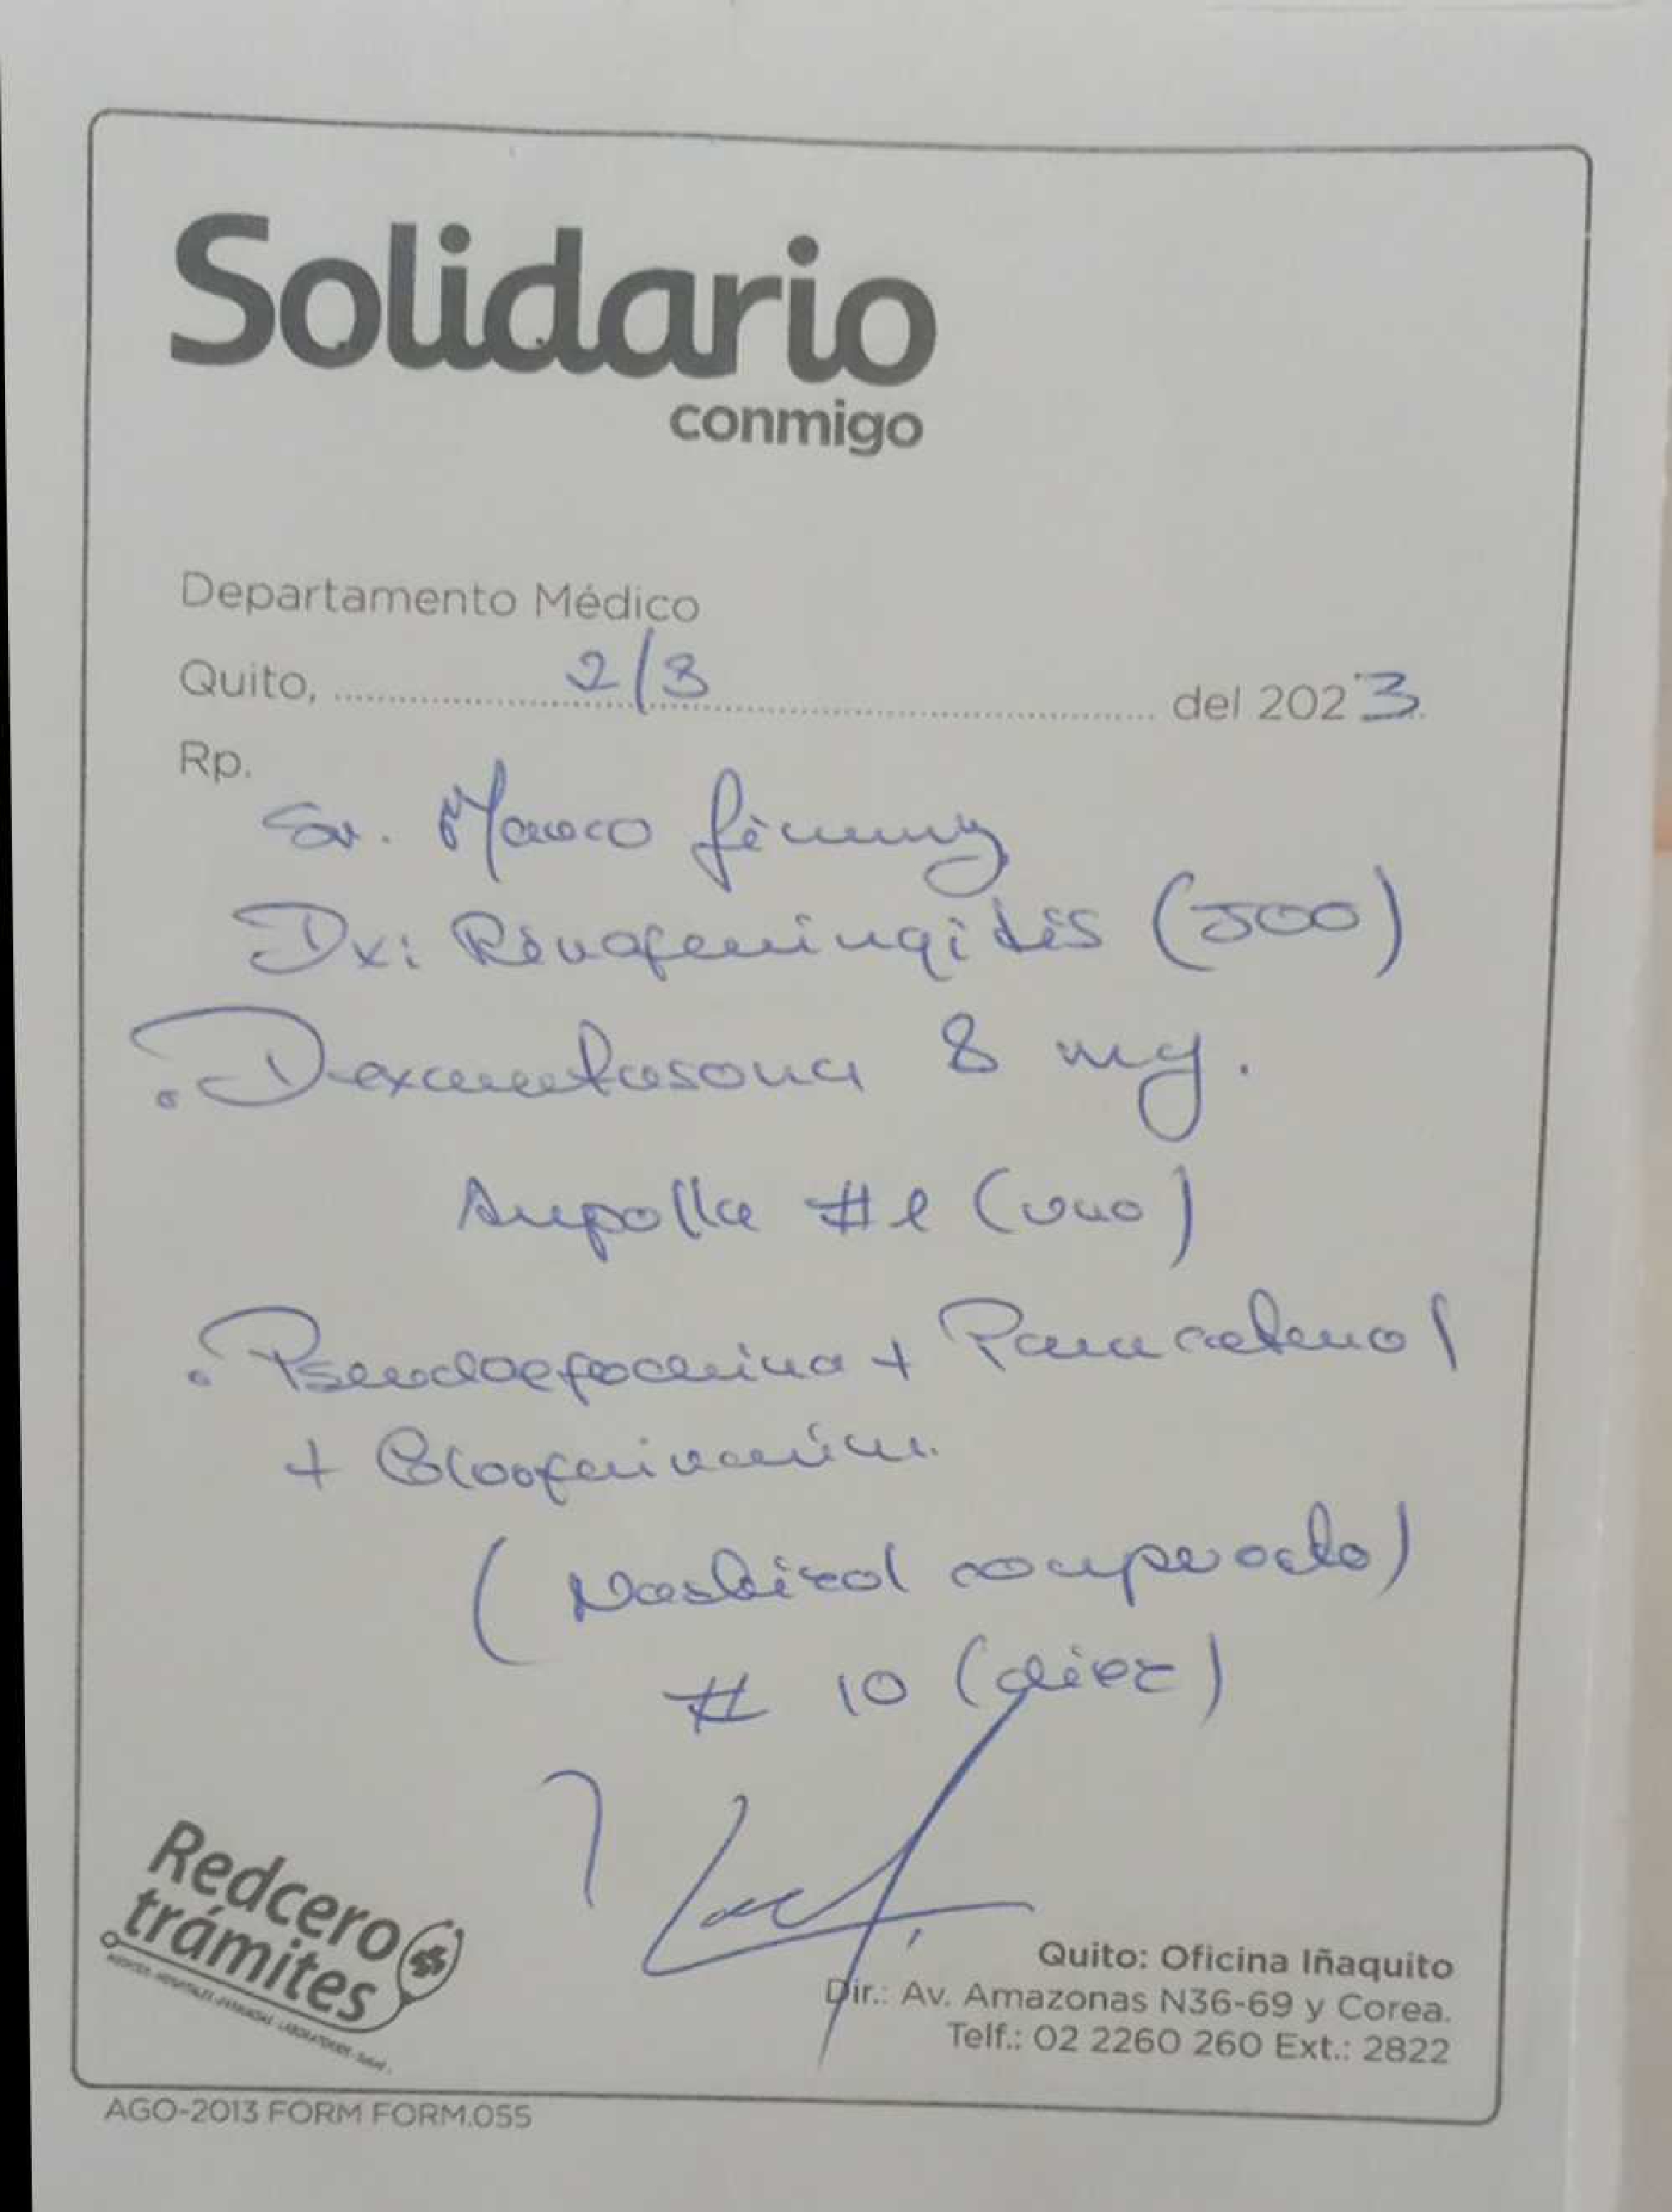 Solidario
conmigo
Departamento Médico
Quito, 2/3 del 2023
Rp.
Sr. Marco
Dx: Rinofaringitis (J00)
. Dexametasona 8 mg.
Ampolla #1 (uno)
. Pseudoefedrina + Paracetamol
+ Clorfeniramina
(Nastizol compuesto)
# 10 (diez)
Redcero
trámites
Quito: Oficina Iñaquito
Dir.: Av. Amazonas N36-69 y Corea.
Telf.: 02 2260 260 Ext.: 2822
AGO-2013 FORM FORM.055